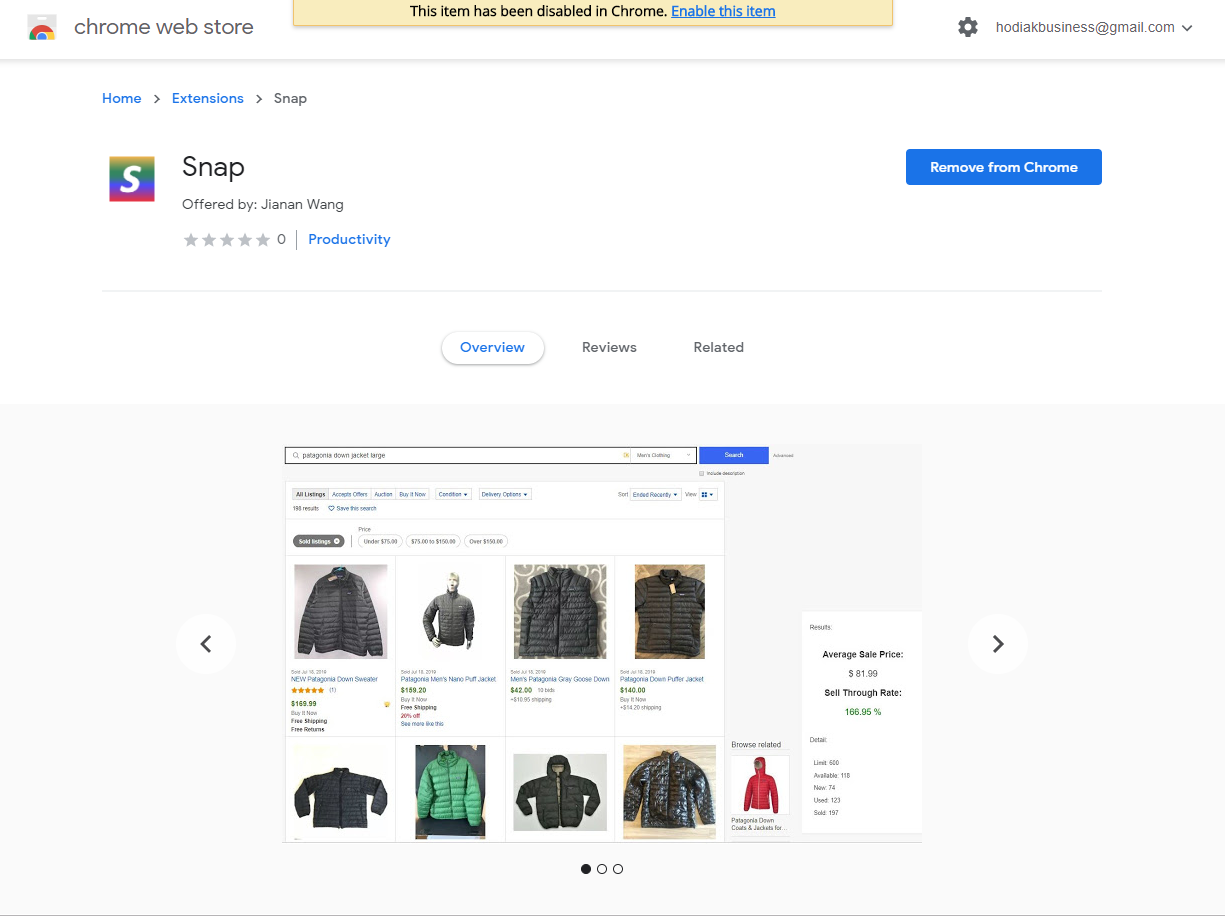 This item has been disabled in Chrome. Enable this item
chrome web store
hodiakbusiness@gmail.com
Home > Extensions > Snap
S
Snap
Remove from Chrome
Offered by: Jianan Wang
0 | Productivity
Overview Reviews Related
patagonia down jacket large
Men's Clothing
Search
Advanced
Include description
All Listings Accepts Offers Auction Buy It Now Condition Delivery Options
Sort Ended Recently View
198 results Save this search
Price
Sold listings Under $75.00 $75.00 to $150.00 Over $150.00
Sold Jul 18, 2019
NEW Patagonia Down Sweater
(1)
$169.99
Buy It Now
Free Shipping
Free Returns
Sold Jul 18, 2019
Patagonia Men's Nano Puff Jacket
$159.20
Buy It Now
Free Shipping
20% off
See more like this
Sold Jul 18, 2019
Men's Patagonia Gray Goose Down
$42.00 10 bids
+$10.95 shipping
Sold Jul 18, 2019
Patagonia Down Puffer Jacket
$140.00
Buy It Now
+$14.20 shipping
Browse related
Patagonia Down
Coats & Jackets for...
Results:
Average Sale Price:
$ 81.99
Sell Through Rate:
166.95 %
Detail:
Limit: 600
Available: 118
New: 74
Used: 123
Sold: 197